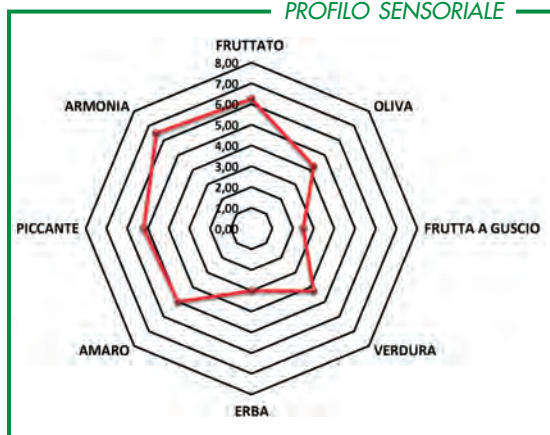 PROFILO SENSORIALE
FRUTTATO
8,00
7,00
ARMONIA
6,00
OLIVA
5,00
4,00
3,00
2,00
1,00
PICCANTE
0,00
FRUTTA A GUSCIO
AMARO
VERDURA
ERBA